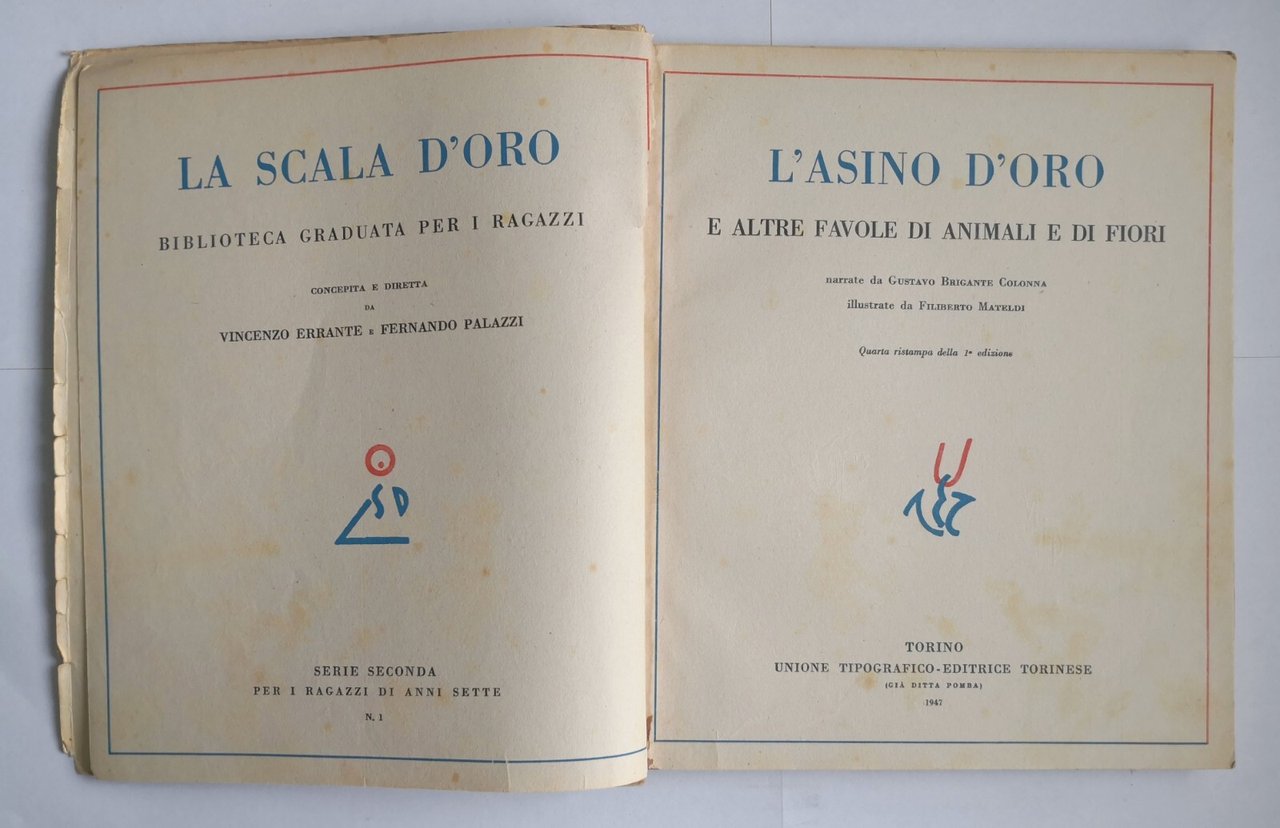 LA SCALA D'ORO
BIBLIOTECA GRADUATA PER I RAGAZZI
CONCEPITA E DIRETTA
DA
VINCENZO ERRANTE E FERNANDO PALAZZI
SD
SERIE SECONDA
PER I RAGAZZI DI ANNI SETTE
N. 1
L'ASINO D'ORO
E ALTRE FAVOLE DI ANIMALI E DI FIORI
narrate da GUSTAVO BRIGANTE COLONNA
illustrate da FILIBERTO MATELDI
Quarta ristampa della 1ª edizione
TORINO
UNIONE TIPOGRAFICO-EDITRICE TORINESE
(GIÀ DITTA POMBA)
1947